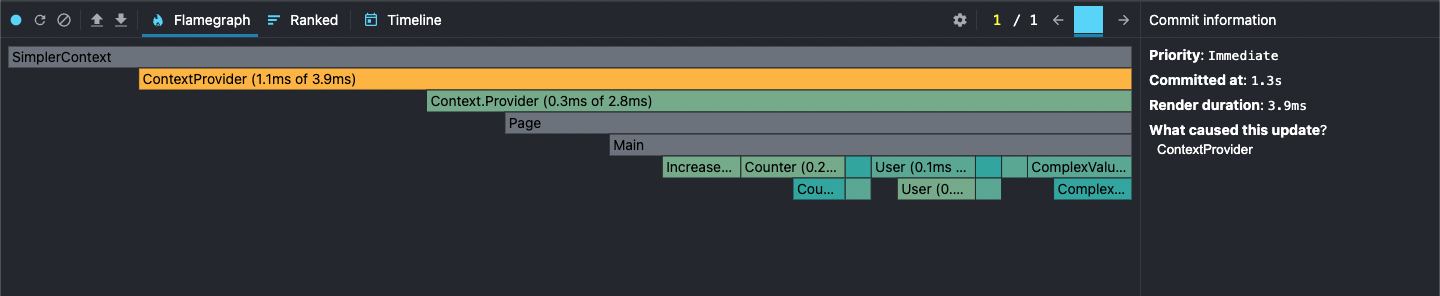 Flamegraph Ranked Timeline 1 / 1 Commit information
SimplerContext
ContextProvider (1.1ms of 3.9ms)
Context.Provider (0.3ms of 2.8ms)
Page
Main
Increase... Counter (0.2... User (0.1ms ... ComplexValu...
Cou... User (0.... Complex...
Priority: Immediate
Committed at: 1.3s
Render duration: 3.9ms
What caused this update?
ContextProvider